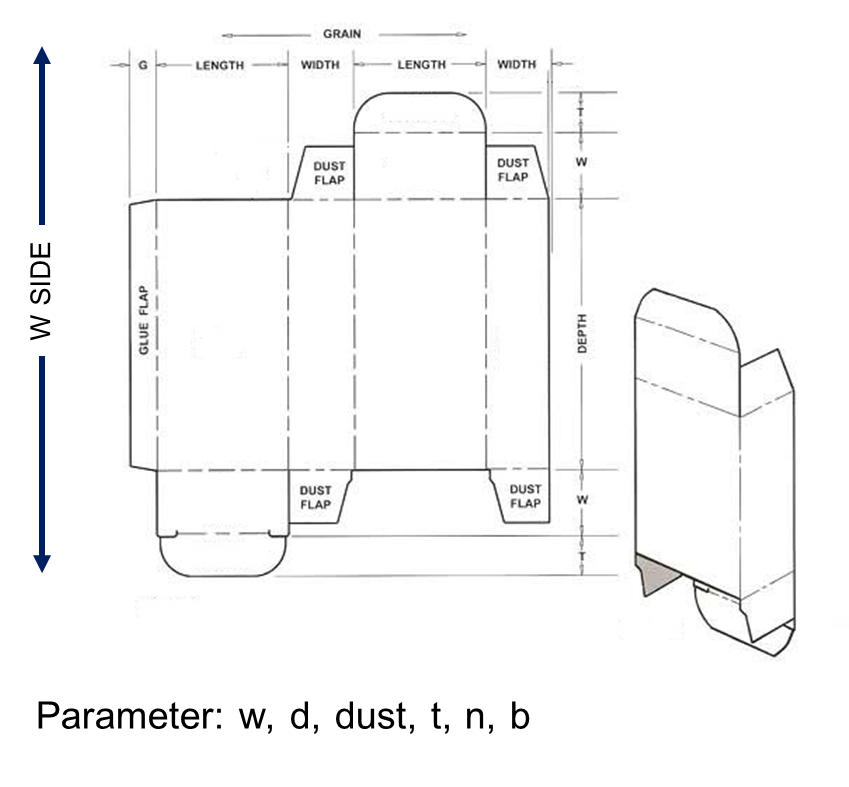 GRAIN
G LENGTH WIDTH LENGTH WIDTH
T
DUST
FLAP
DUST
FLAP
W
W SIDE
GLUE FLAP
DEPTH
DUST
FLAP
DUST
FLAP
W
T
Parameter: w, d, dust, t, n, b